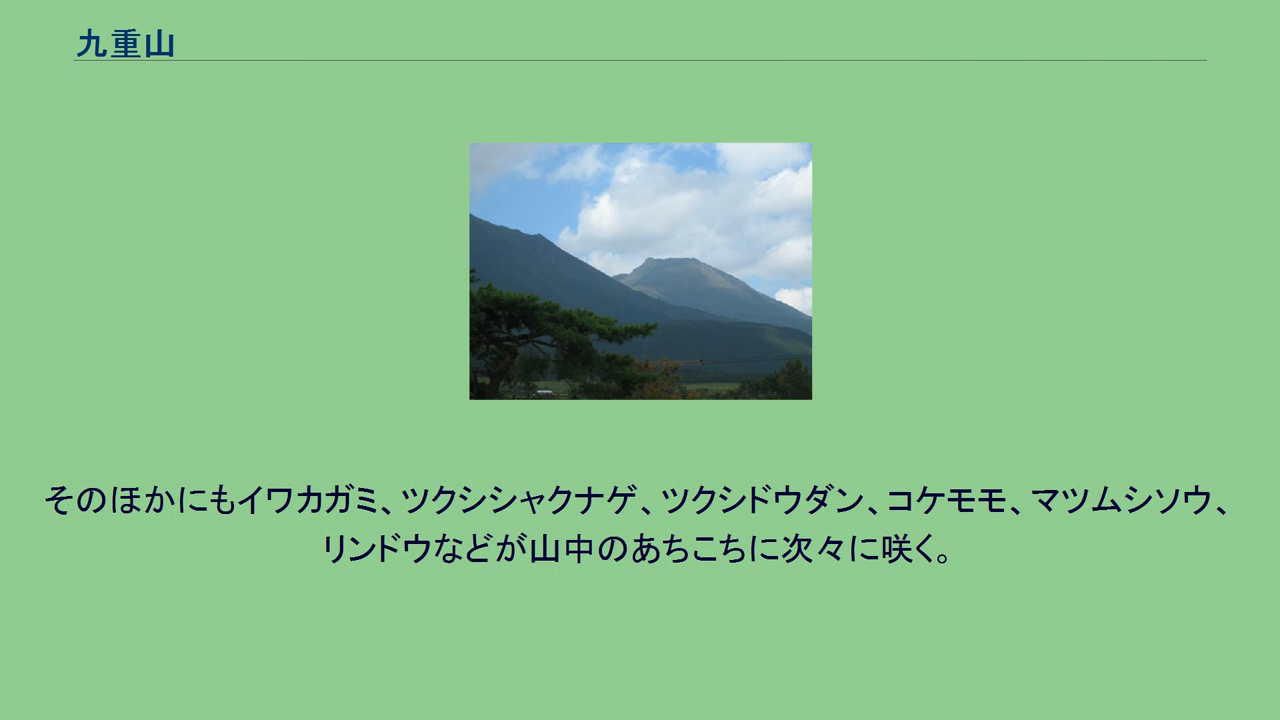 九重山
そのほかにもイワカガミ、ツクシシャクナゲ、ツクシドウダン、コケモモ、マツムシソウ、
リンドウなどが山中のあちこちに次々に咲く。